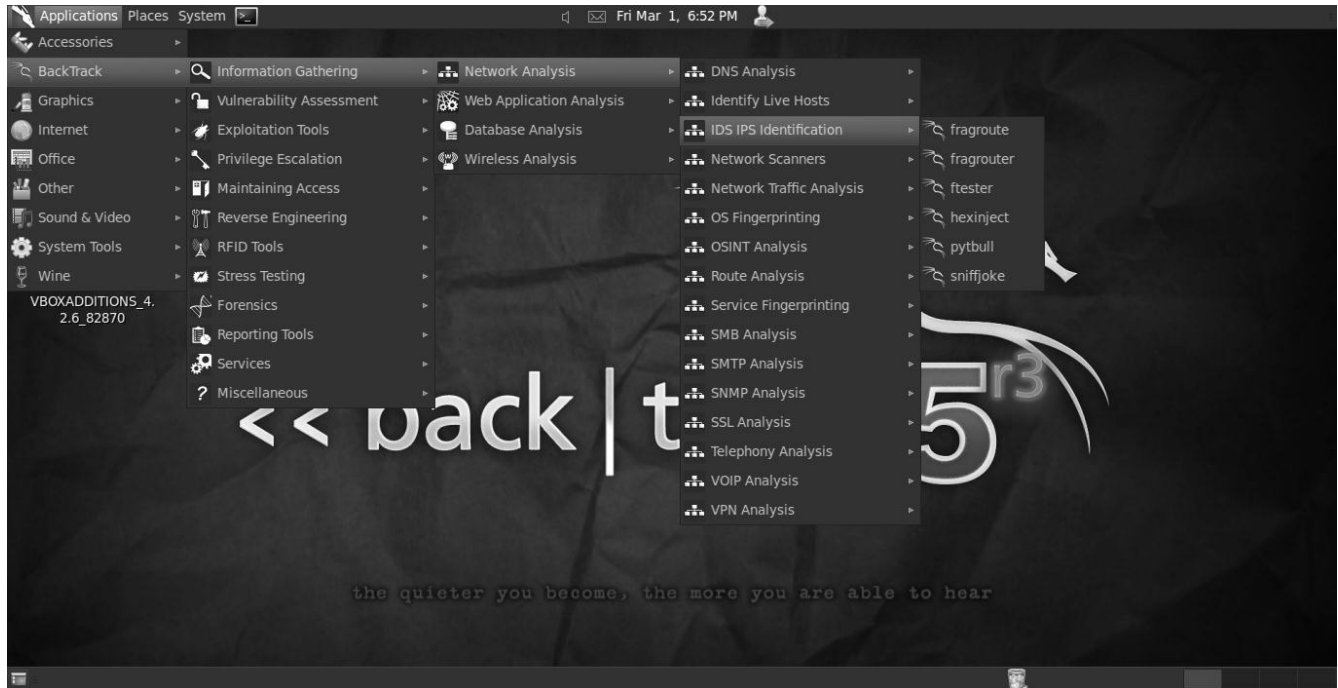 Applications Places System
Fri Mar 1, 6:52 PM
Accessories
BackTrack
Graphics
Internet
Office
Other
Sound & Video
System Tools
Wine
VBOXADDITIONS_4.
2.6_82870
Information Gathering
Vulnerability Assessment
Exploitation Tools
Privilege Escalation
Maintaining Access
Reverse Engineering
RFID Tools
Stress Testing
Forensics
Reporting Tools
Services
Miscellaneous
Network Analysis
Web Application Analysis
Database Analysis
Wireless Analysis
DNS Analysis
Identify Live Hosts
IDS IPS Identification
Network Scanners
Network Traffic Analysis
OS Fingerprinting
OSINT Analysis
Route Analysis
Service Fingerprinting
SMB Analysis
SMTP Analysis
SNMP Analysis
SSL Analysis
Telephony Analysis
VOIP Analysis
VPN Analysis
fragroute
fragrouter
ftester
hexinject
pytbull
sniffjoke
<< back | t 5 r3
the quieter you become, the more you are able to hear